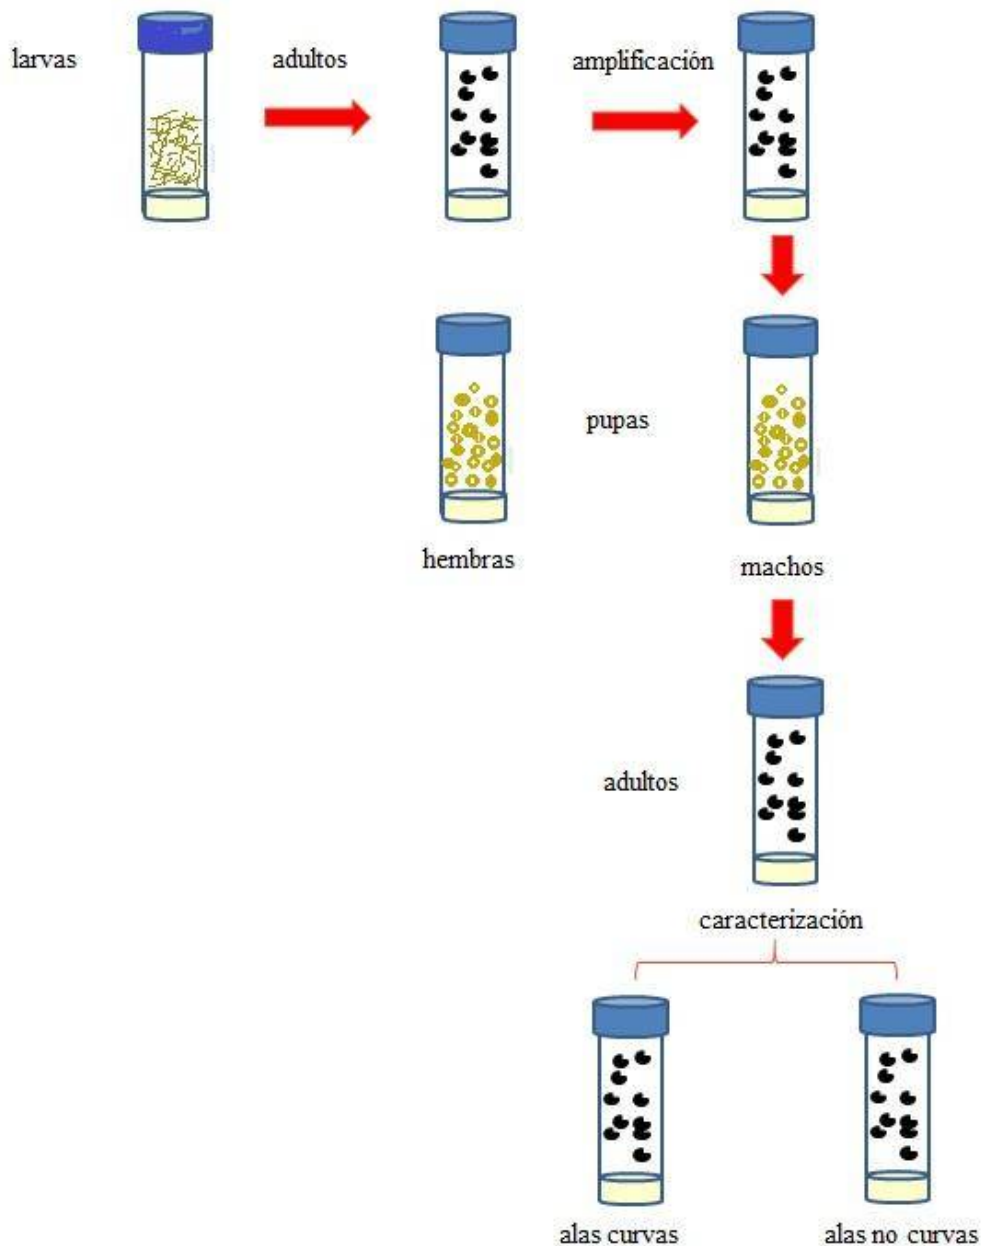 larvas
adultos
amplificación
pupas
hembras
machos
adultos
caracterización
alas curvas
alas no curvas